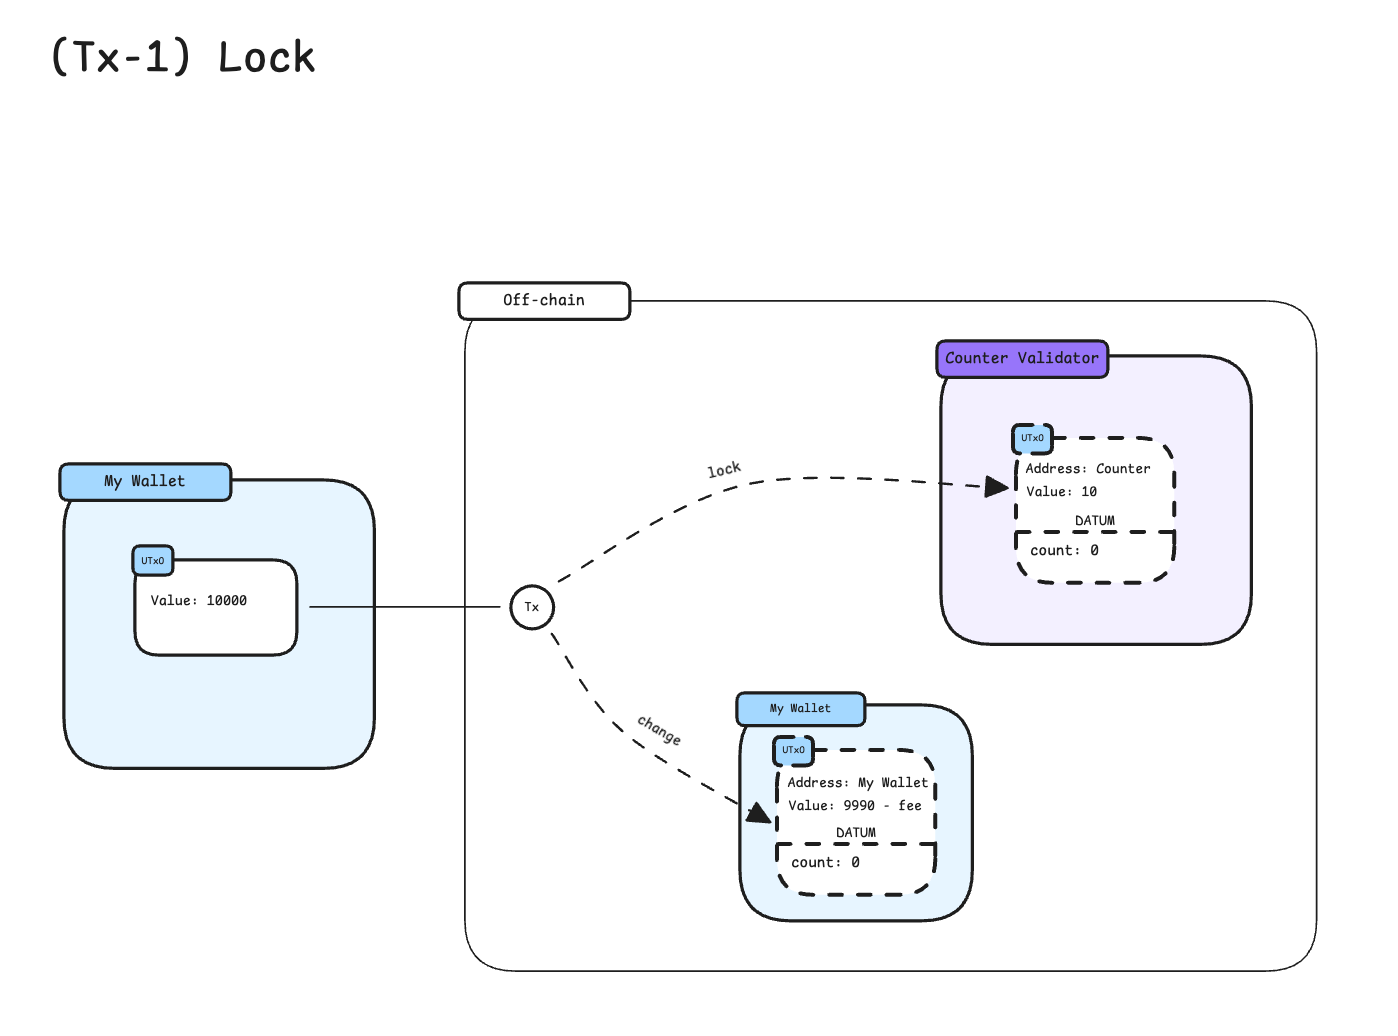 (Tx-1) Lock
Off-chain
Counter Validator
UTxO
Address: Counter
Value: 10
DATUM
count: 0
lock
My Wallet
UTxO
Value: 10000
Tx
change
My Wallet
UTxO
Address: My Wallet
Value: 9990 - fee
DATUM
count: 0